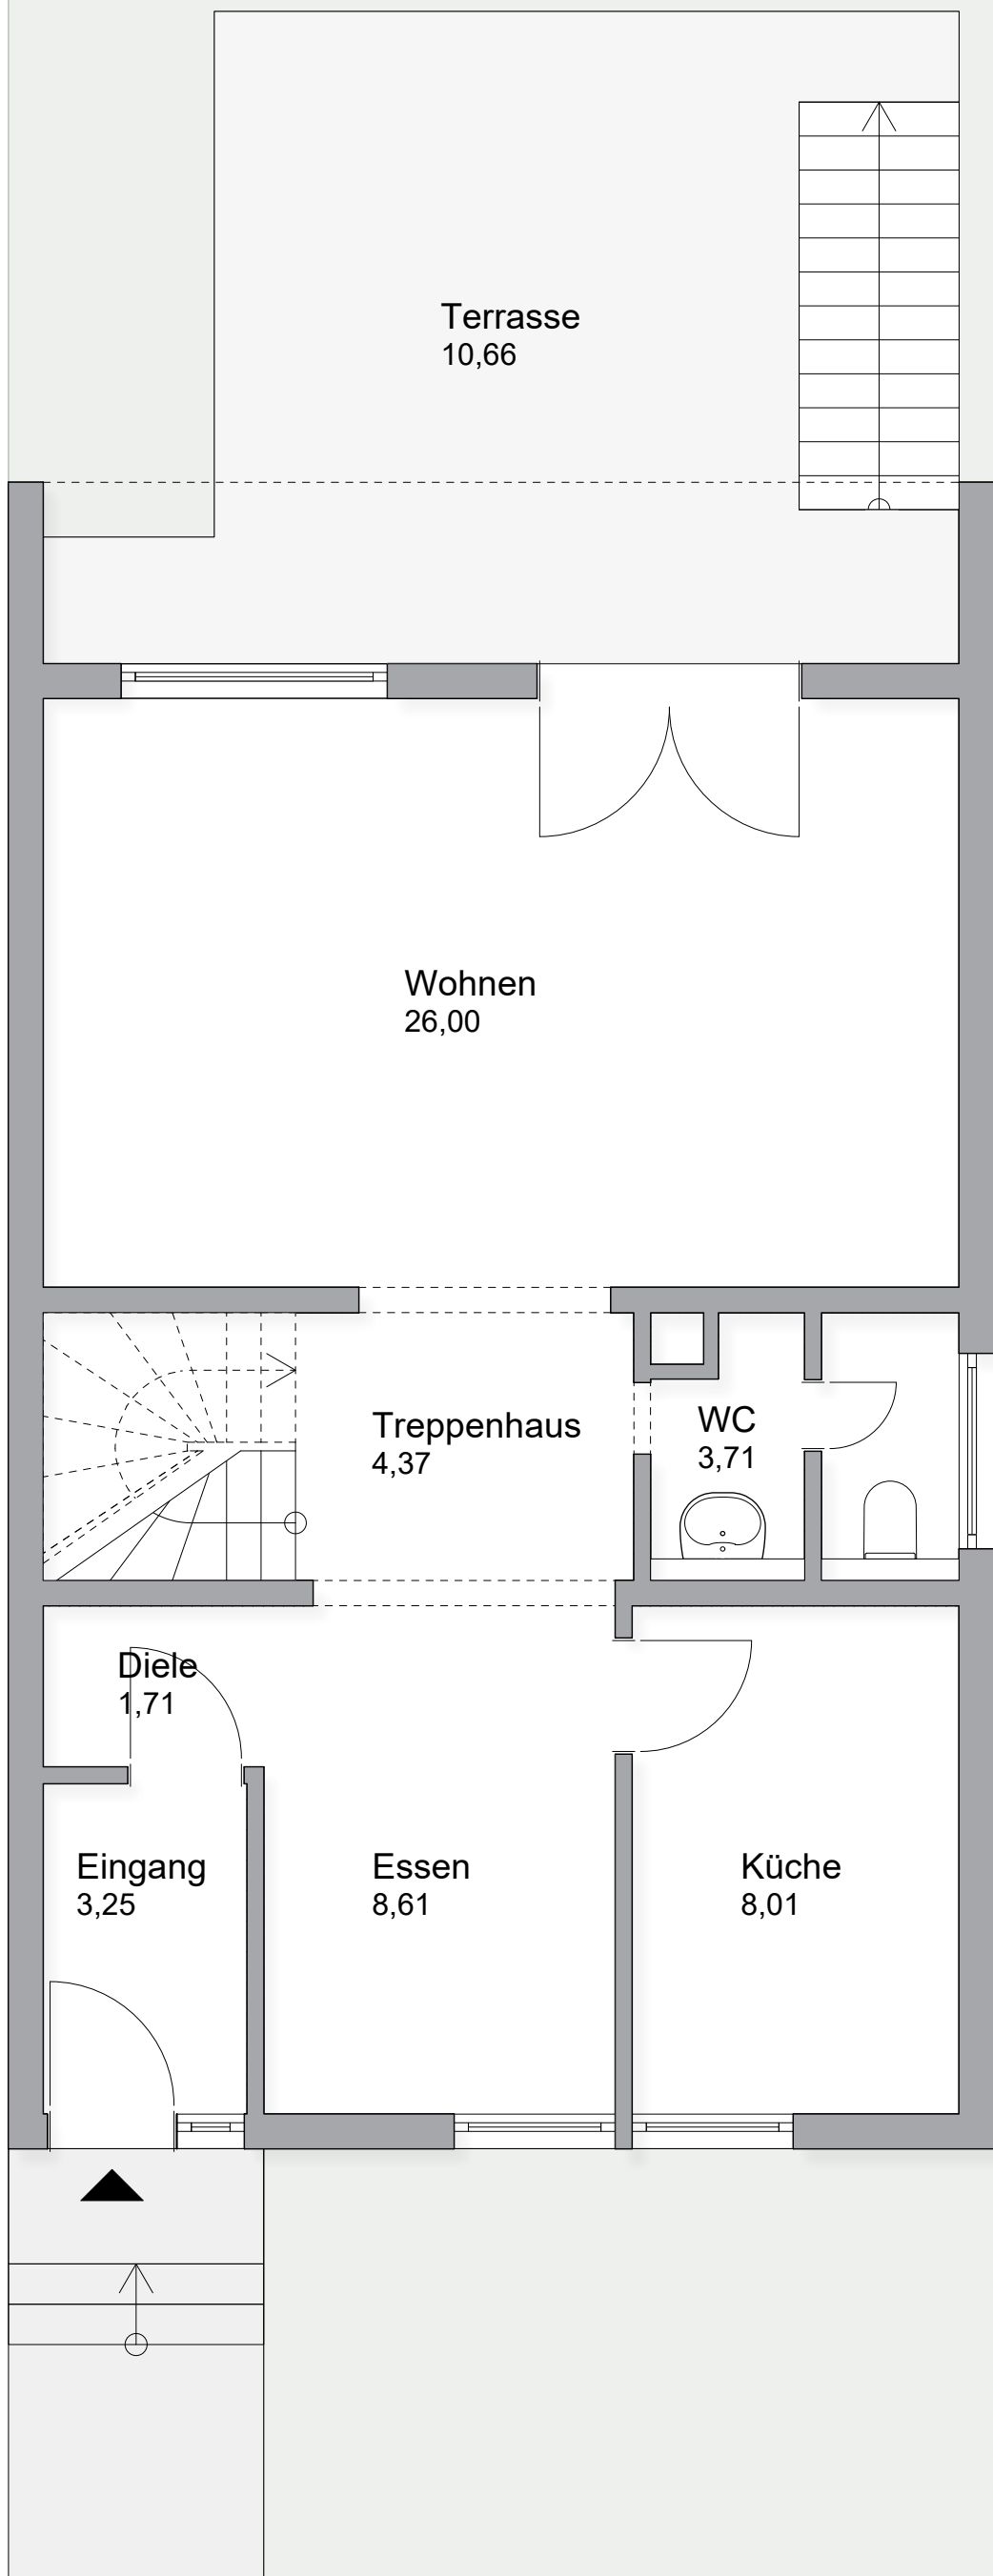 Terrasse
10,66
Wohnen
26,00
Treppenhaus
4,37
WC
3,71
Diele
1,71
Eingang
3,25
Essen
8,61
Küche
8,01